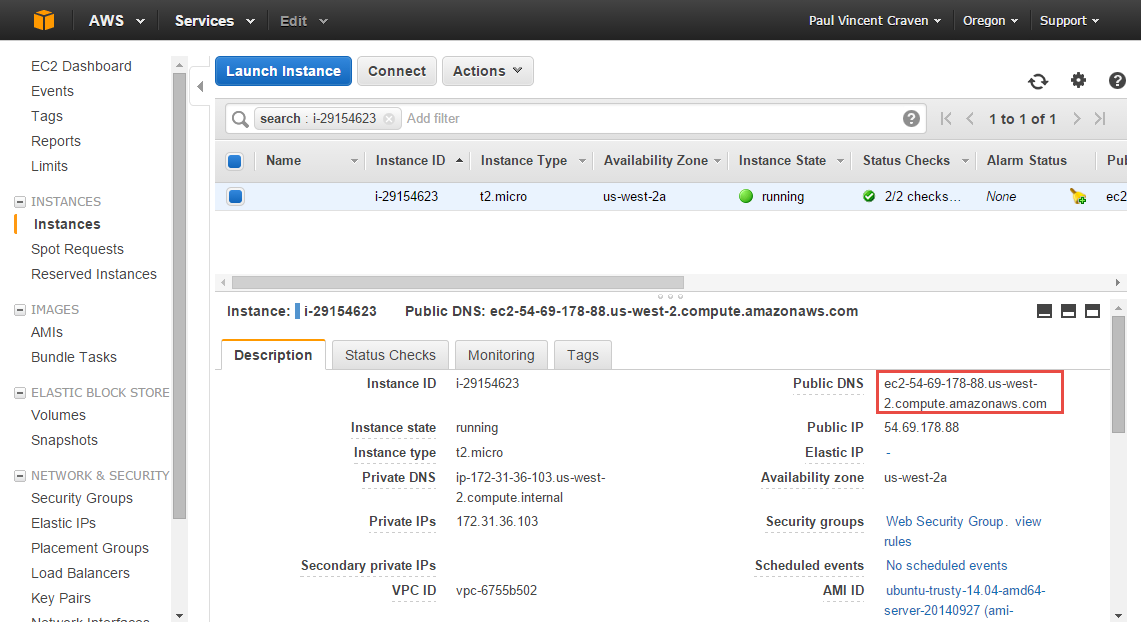 AWS Services Edit Paul Vincent Craven Oregon Support
EC2 Dashboard
Events
Tags
Reports
Limits
INSTANCES
Instances
Spot Requests
Reserved Instances
IMAGES
AMIs
Bundle Tasks
ELASTIC BLOCK STORE
Volumes
Snapshots
NETWORK & SECURITY
Security Groups
Elastic IPs
Placement Groups
Load Balancers
Key Pairs
Network Interfaces
Launch Instance Connect Actions
search : i-29154623 Add filter 1 to 1 of 1
Name Instance ID Instance Type Availability Zone Instance State Status Checks Alarm Status Pu
i-29154623 t2.micro us-west-2a running 2/2 checks... None ec2
Instance: i-29154623 Public DNS: ec2-54-69-178-88.us-west-2.compute.amazonaws.com
Description Status Checks Monitoring Tags
Instance ID i-29154623
Instance state running
Instance type t2.micro
Private DNS ip-172-31-36-103.us-west-
2.compute.internal
Private IPs 172.31.36.103
Secondary private IPs
VPC ID vpc-6755b502
Public DNS ec2-54-69-178-88.us-west-
2.compute.amazonaws.com
Public IP 54.69.178.88
Elastic IP -
Availability zone us-west-2a
Security groups Web Security Group. view
rules
Scheduled events No scheduled events
AMI ID ubuntu-trusty-14.04-amd64-
server-20140927 (ami-